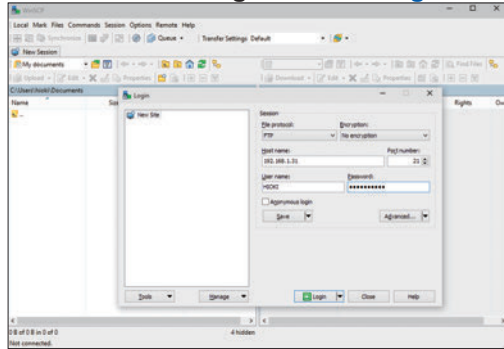 WinSCP
Local Mark Files Commands Session Options Remote Help
Synchronize Queue Transfer Settings Default
New Session
My documents
Find Files
Upload Edit Properties
Download Edit Properties
C:\Users\hioki\Documents
Name
Rights
Login
New Site
Session
File protocol: Encryption:
FTP No encryption
Host name: Port number:
192.168.1.31 21
User name: Password:
HIOKI
Anonymous login
Save Advanced...
Tools Manage Login Close Help
0 B of 0 B in 0 of 0 4 hidden
Not connected.